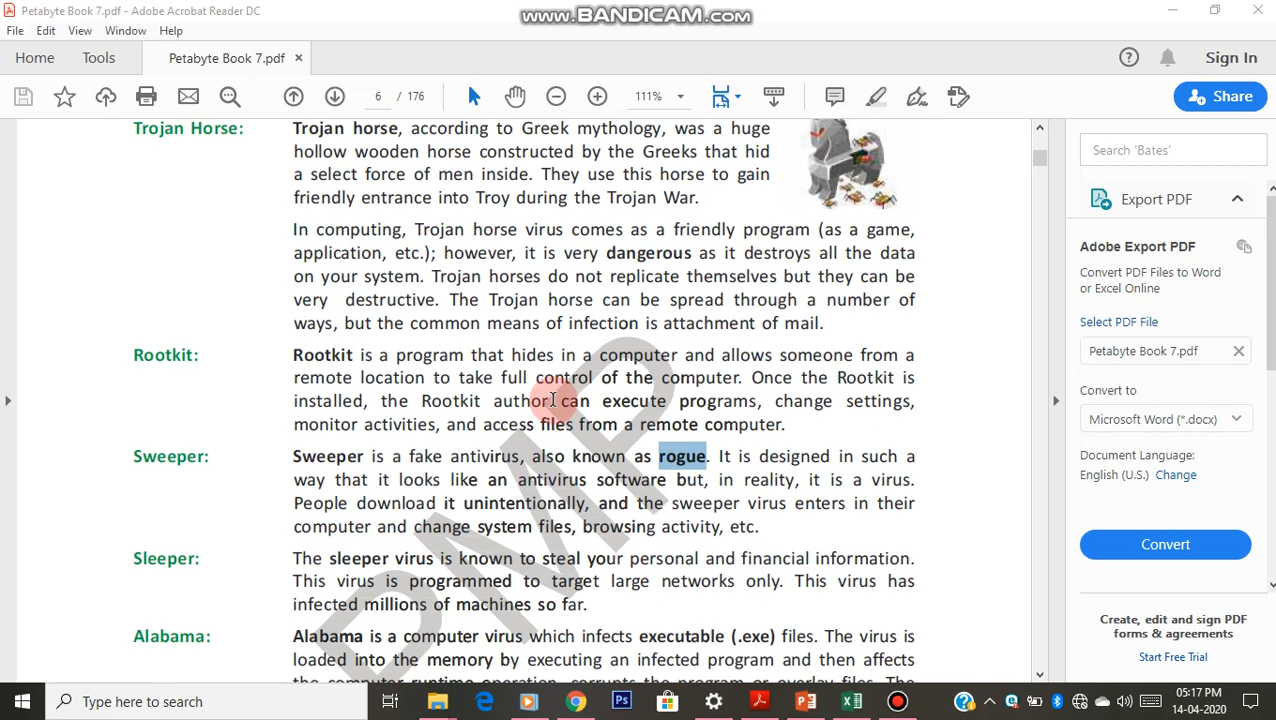 Petabyte Book 7.pdf - Adobe Acrobat Reader DC
www.BANDICAM.com
File Edit View Window Help
Home Tools Petabyte Book 7.pdf ×
Sign In
6 / 176
111%
Share
Trojan Horse: Trojan horse, according to Greek mythology, was a huge
hollow wooden horse constructed by the Greeks that hid
a select force of men inside. They use this horse to gain
friendly entrance into Troy during the Trojan War.
In computing, Trojan horse virus comes as a friendly program (as a game,
application, etc.); however, it is very dangerous as it destroys all the data
on your system. Trojan horses do not replicate themselves but they can be
very destructive. The Trojan horse can be spread through a number of
ways, but the common means of infection is attachment of mail.
Rootkit: Rootkit is a program that hides in a computer and allows someone from a
remote location to take full control of the computer. Once the Rootkit is
installed, the Rootkit author can execute programs, change settings,
monitor activities, and access files from a remote computer.
Sweeper: Sweeper is a fake antivirus, also known as rogue. It is designed in such a
way that it looks like an antivirus software but, in reality, it is a virus.
People download it unintentionally, and the sweeper virus enters in their
computer and change system files, browsing activity, etc.
Sleeper: The sleeper virus is known to steal your personal and financial information.
This virus is programmed to target large networks only. This virus has
infected millions of machines so far.
Alabama: Alabama is a computer virus which infects executable (.exe) files. The virus is
loaded into the memory by executing an infected program and then affects
the computer runtime operation, corrupts the program or overlay files. The
PMP
Search 'Bates'
Export PDF
Adobe Export PDF
Convert PDF Files to Word
or Excel Online
Select PDF File
Petabyte Book 7.pdf
Convert to
Microsoft Word (*.docx)
Document Language:
English (U.S.) Change
Convert
Create, edit and sign PDF
forms & agreements
Start Free Trial
Type here to search
05:17 PM
14-04-2020